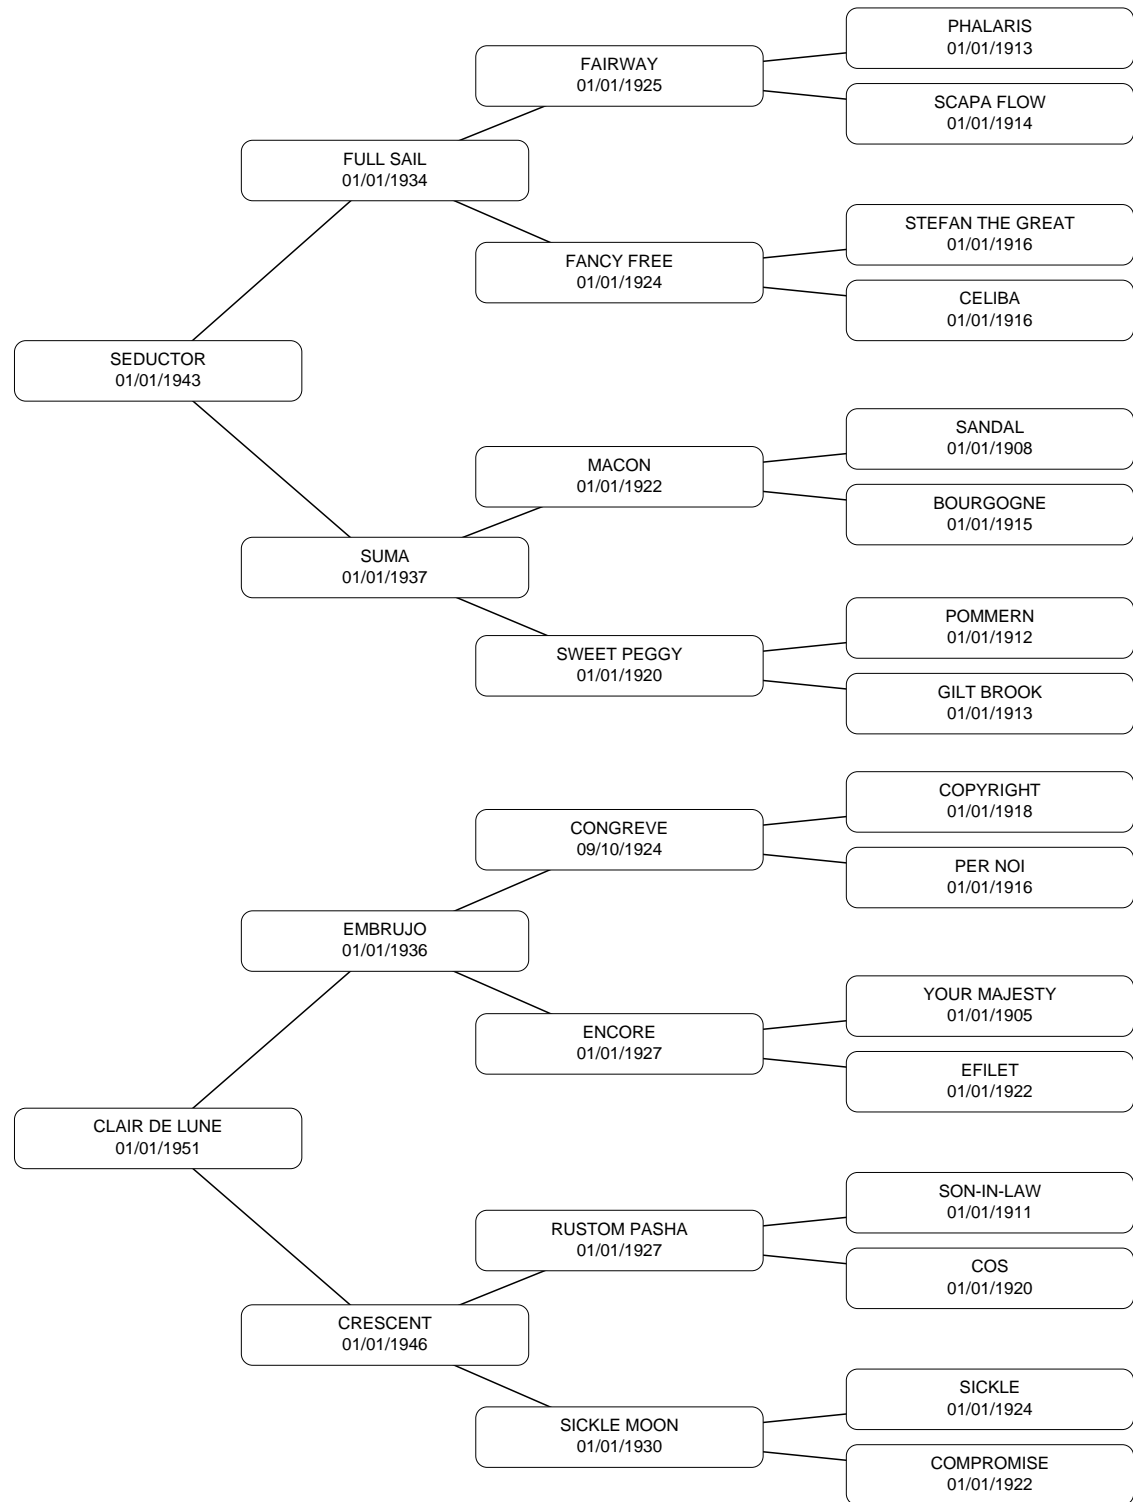 PHALARIS
01/01/1913
FAIRWAY
01/01/1925
SCAPA FLOW
01/01/1914
FULL SAIL
01/01/1934
STEFAN THE GREAT
01/01/1916
FANCY FREE
01/01/1924
CELIBA
01/01/1916
SEDUCTOR
01/01/1943
SANDAL
01/01/1908
MACON
01/01/1922
BOURGOGNE
01/01/1915
SUMA
01/01/1937
POMMERN
01/01/1912
SWEET PEGGY
01/01/1920
GILT BROOK
01/01/1913
COPYRIGHT
01/01/1918
CONGREVE
09/10/1924
PER NOI
01/01/1916
EMBRUJO
01/01/1936
YOUR MAJESTY
01/01/1905
ENCORE
01/01/1927
EFILET
01/01/1922
CLAIR DE LUNE
01/01/1951
SON-IN-LAW
01/01/1911
RUSTOM PASHA
01/01/1927
COS
01/01/1920
CRESCENT
01/01/1946
SICKLE
01/01/1924
SICKLE MOON
01/01/1930
COMPROMISE
01/01/1922